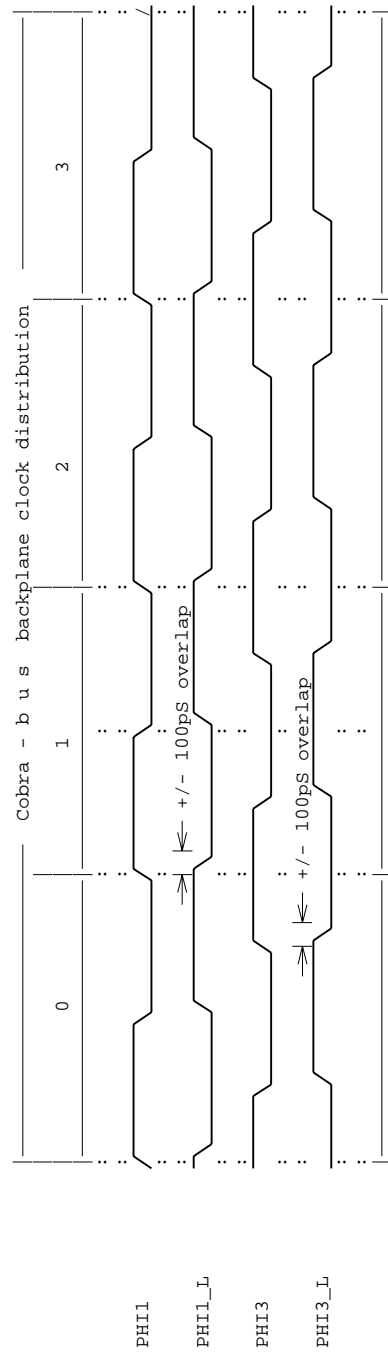 Cobra - b u s backplane clock distribution
0 1 2 3
PHI1
+/- 100pS overlap
PHI1_L
PHI3
+/- 100pS overlap
PHI3_L